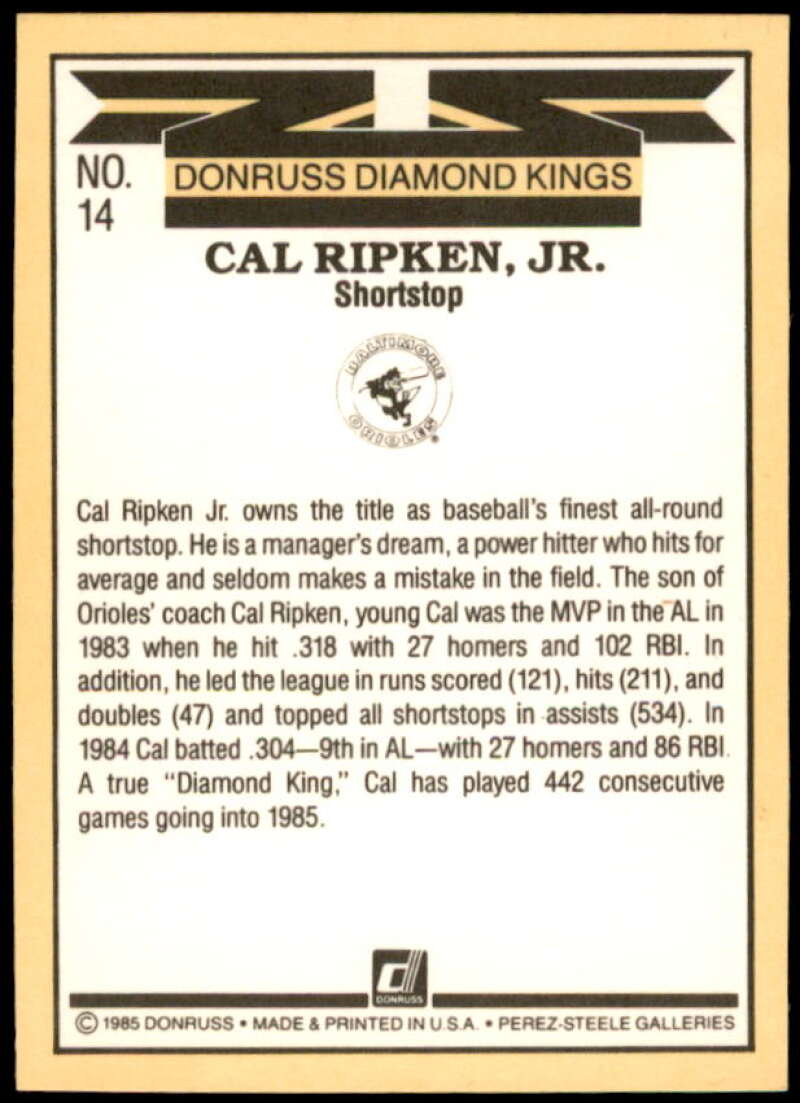 NO.
14
DONRUSS DIAMOND KINGS
CAL RIPKEN, JR.
Shortstop
BALTIMORE
ORIOLES®
Cal Ripken Jr. owns the title as baseball's finest all-round
shortstop. He is a manager's dream, a power hitter who hits for
average and seldom makes a mistake in the field. The son of
Orioles' coach Cal Ripken, young Cal was the MVP in the AL in
1983 when he hit .318 with 27 homers and 102 RBI. In
addition, he led the league in runs scored (121), hits (211), and
doubles (47) and topped all shortstops in assists (534). In
1984 Cal batted .304—9th in AL—with 27 homers and 86 RBI.
A true "Diamond King," Cal has played 442 consecutive
games going into 1985.
d
DONRUSS
© 1985 DONRUSS • MADE & PRINTED IN U.S.A. • PEREZ-STEELE GALLERIES